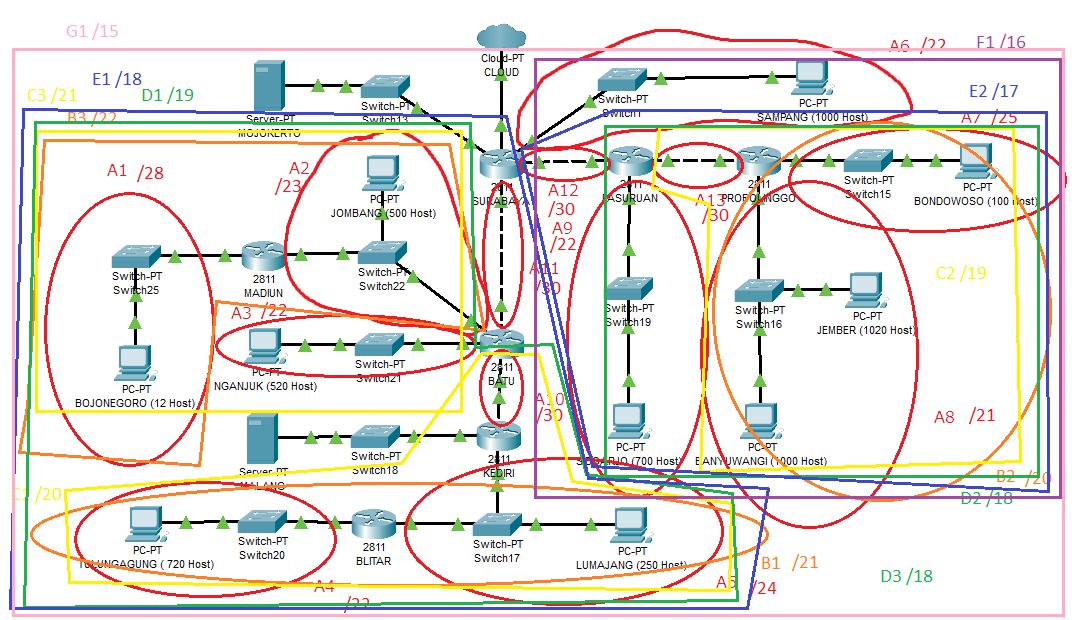 G1 /15
Cloud-PT
CLOUD
A6 /22
F1 /16
E1 /18
C3 /21
D1 /19
B3 /22
Server-PT
MOJOKERTO
Switch-PT
Switch13
Switch-PT
Switch1
PC-PT
SAMPANG (1000 Host)
E2 /17
A7 /25
A1 /28
A2
/23
PC-PT
JOMBANG (500 Host)
2811
SURABAYA
A12
/30
2811
PASURUAN
A13
/30
2811
PROBOLINGGO
Switch-PT
Switch15
PC-PT
BONDOWOSO (100 host)
A9
/22
Switch-PT
Switch25
2811
MADIUN
Switch-PT
Switch22
A11
/30
C2 /19
Switch-PT
Switch19
Switch-PT
Switch16
PC-PT
JEMBER (1020 Host)
A3 /22
PC-PT
NGANJUK (520 Host)
Switch-PT
Switch21
2811
BATU
PC-PT
BOJONEGORO (12 Host)
A10
/30
A8 /21
Server-PT
MALANG
Switch-PT
Switch18
2811
KEDIRI
PC-PT
(700 Host)
PC-PT
BANYUWANGI (1000 Host)
B2 /20
D2 /18
/20
PC-PT
TULUNGAGUNG ( 720 Host)
Switch-PT
Switch20
2811
BLITAR
Switch-PT
Switch17
PC-PT
LUMAJANG (250 Host)
B1 /21
D3 /18
A4
/22
A5
/24